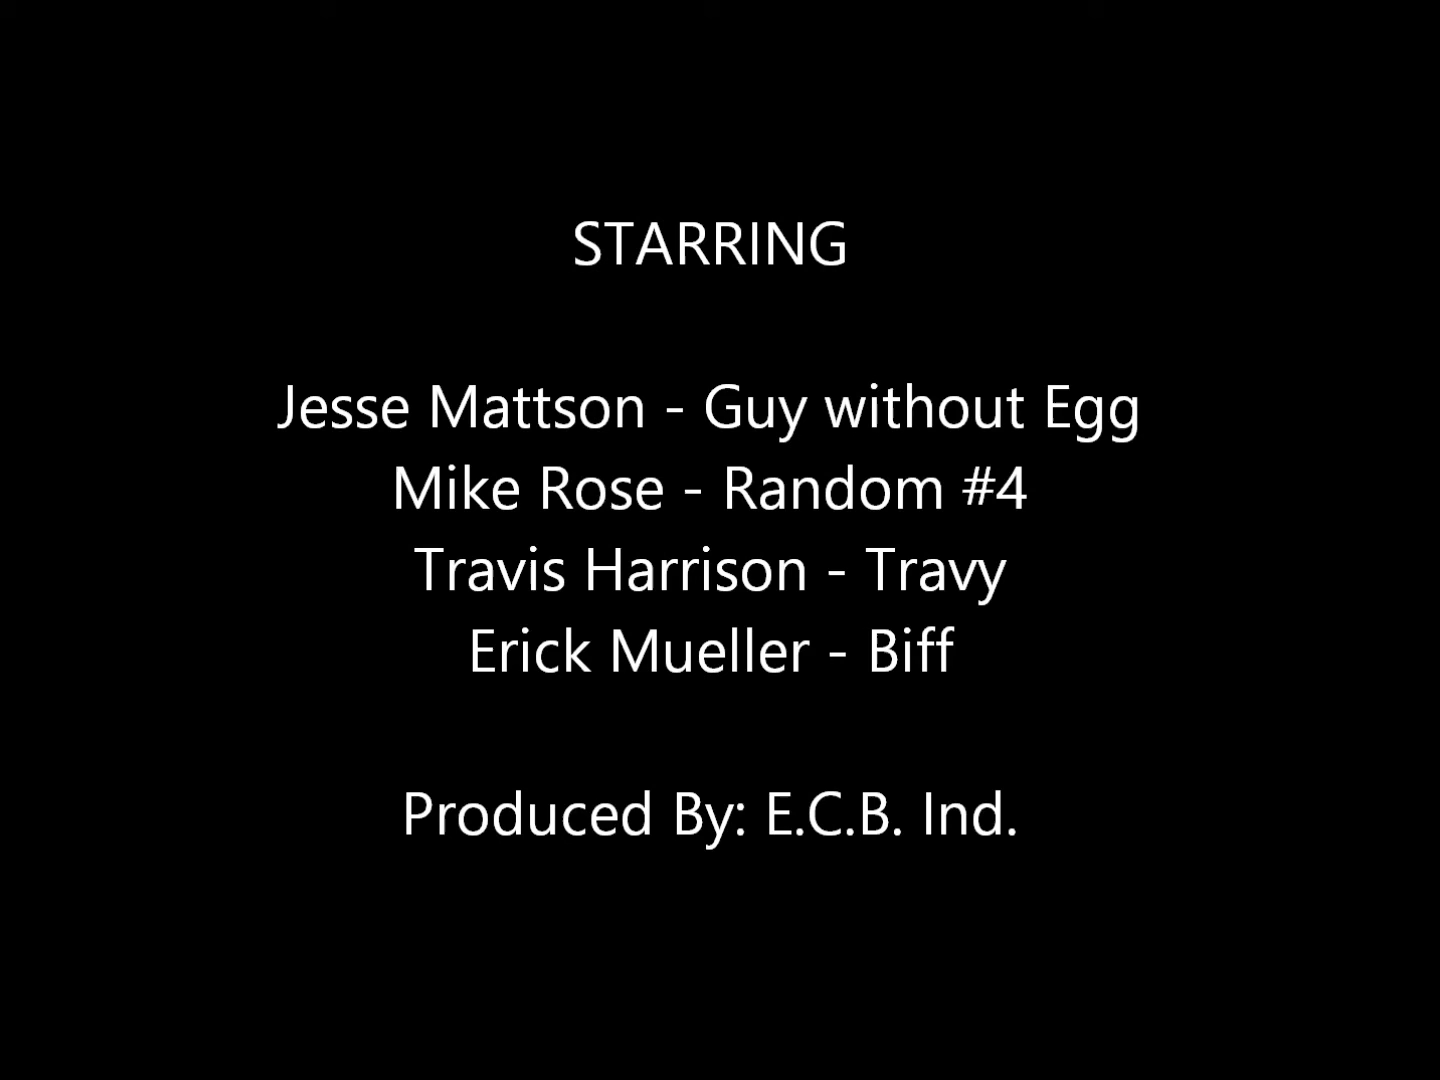 STARRING
Jesse Mattson - Guy without Egg
Mike Rose - Random #4
Travis Harrison - Travy
Erick Mueller - Biff
Produced By: E.C.B. Ind.